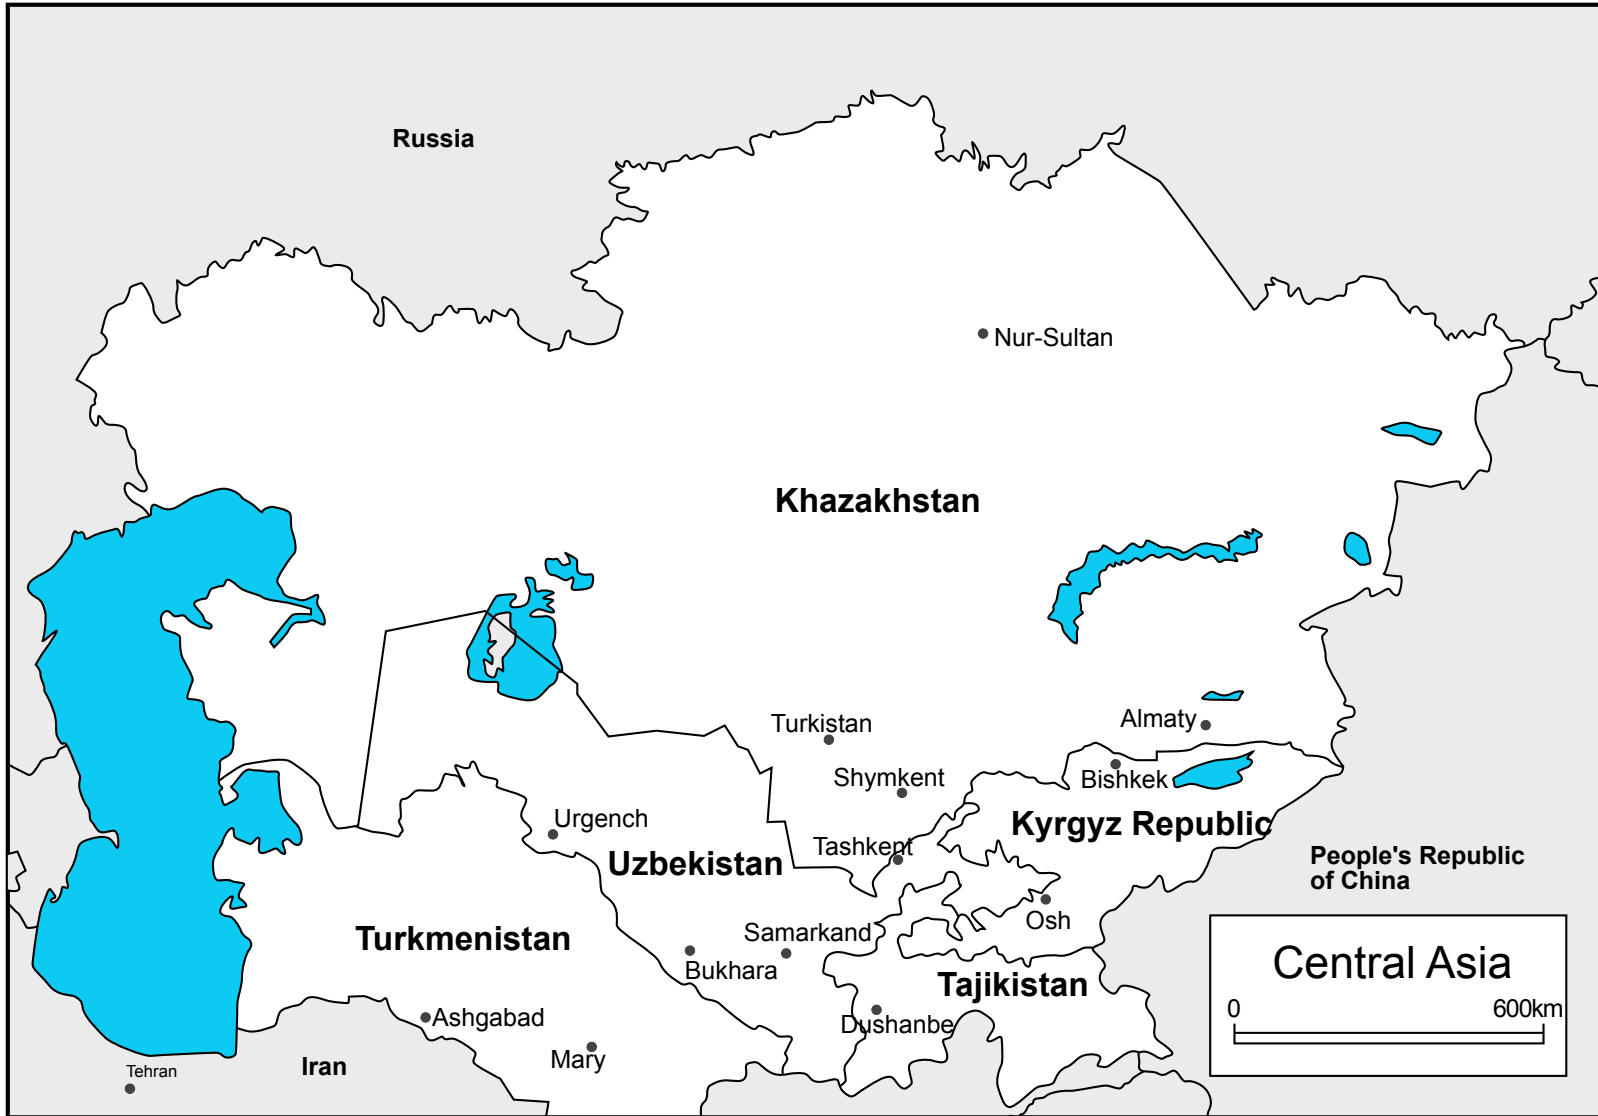 Russia
Nur-Sultan
Khazakhstan
Turkistan
Almaty
Shymkent
Bishkek
Urgench
Kyrgyz Republic
Tashkent
Uzbekistan
People's Republic
of China
Osh
Samarkand
Turkmenistan
Bukhara
Central Asia
Tajikistan
0 600km
Ashgabad
Dushanbe
Mary
Iran
Tehran